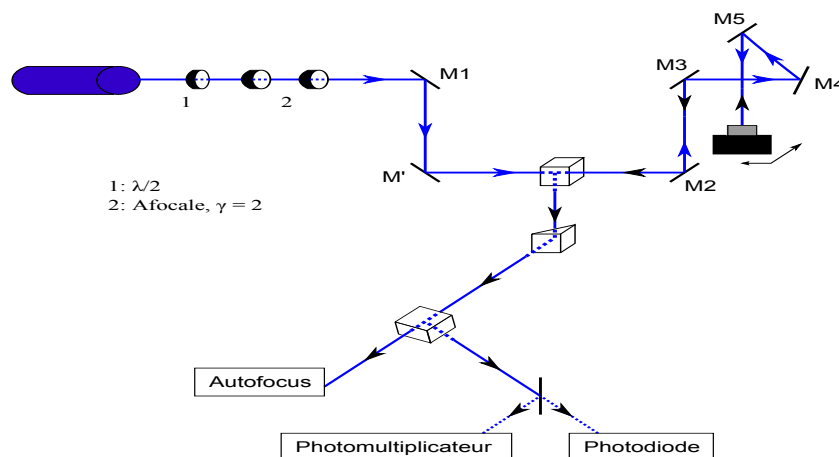 M5
M3
M1
M4
1
2
M'
M2
1: λ/2
2: Afocale, γ = 2
Autofocus
Photomultiplicateur
Photodiode